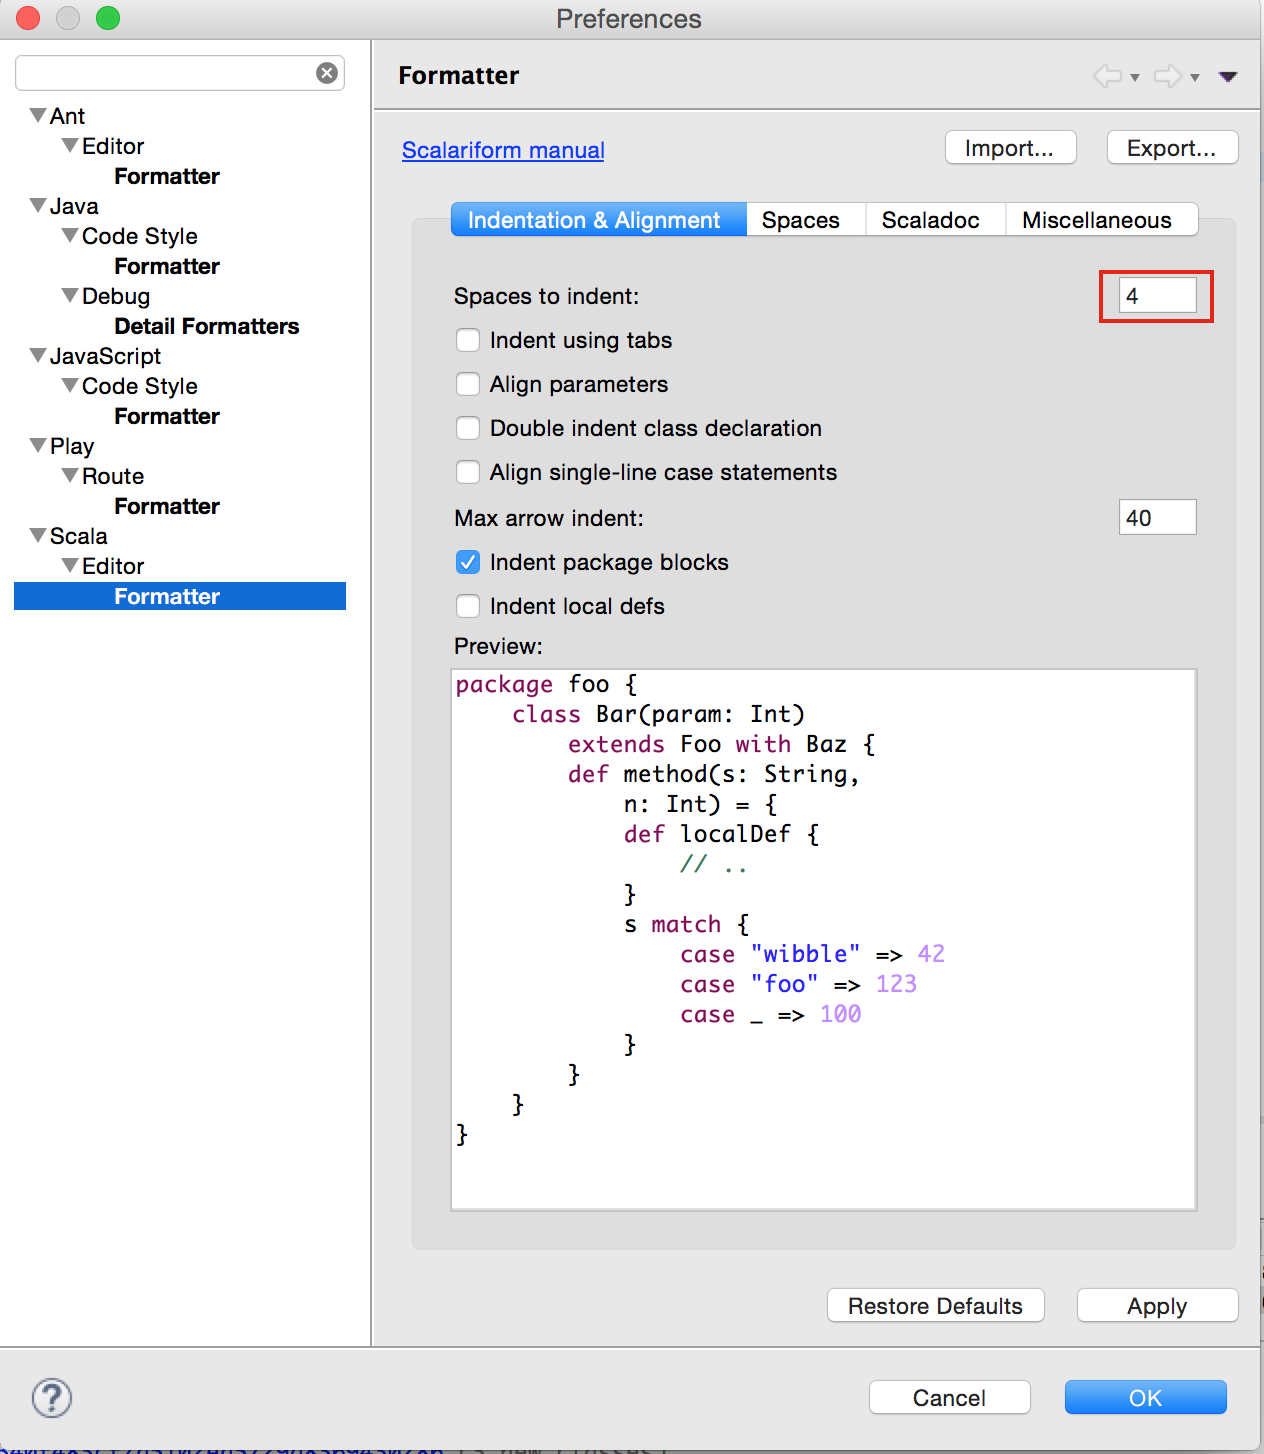 Preferences
Ant
Editor
Formatter
Java
Code Style
Formatter
Debug
Detail Formatters
JavaScript
Code Style
Formatter
Play
Route
Formatter
Scala
Editor
Formatter
Formatter
Scalariform manual
Import...
Export...
Indentation & Alignment
Spaces
Scaladoc
Miscellaneous
Spaces to indent:
4
Indent using tabs
Align parameters
Double indent class declaration
Align single-line case statements
Max arrow indent:
40
Indent package blocks
Indent local defs
Preview:
package foo {
    class Bar(param: Int)
        extends Foo with Baz {
        def method(s: String,
            n: Int) = {
            def localDef {
                // ..
            }
            s match {
                case "wibble" => 42
                case "foo" => 123
                case _ => 100
            }
        }
    }
}
Restore Defaults
Apply
?
Cancel
OK